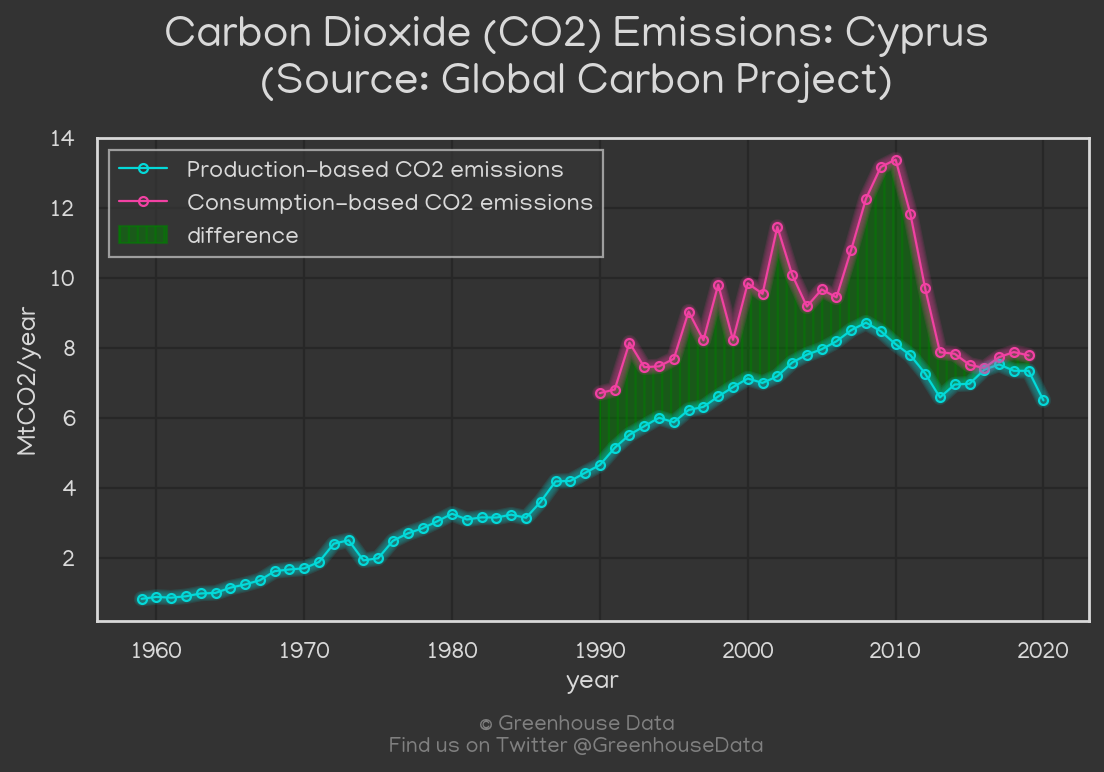 Carbon Dioxide (CO2) Emissions: Cyprus
(Source: Global Carbon Project)
14
12
10
8
6
4
2
MtCO2/year
Production-based CO2 emissions
Consumption-based CO2 emissions
difference
1960 1970 1980 1990 2000 2010 2020
year
© Greenhouse Data
Find us on Twitter @GreenhouseData